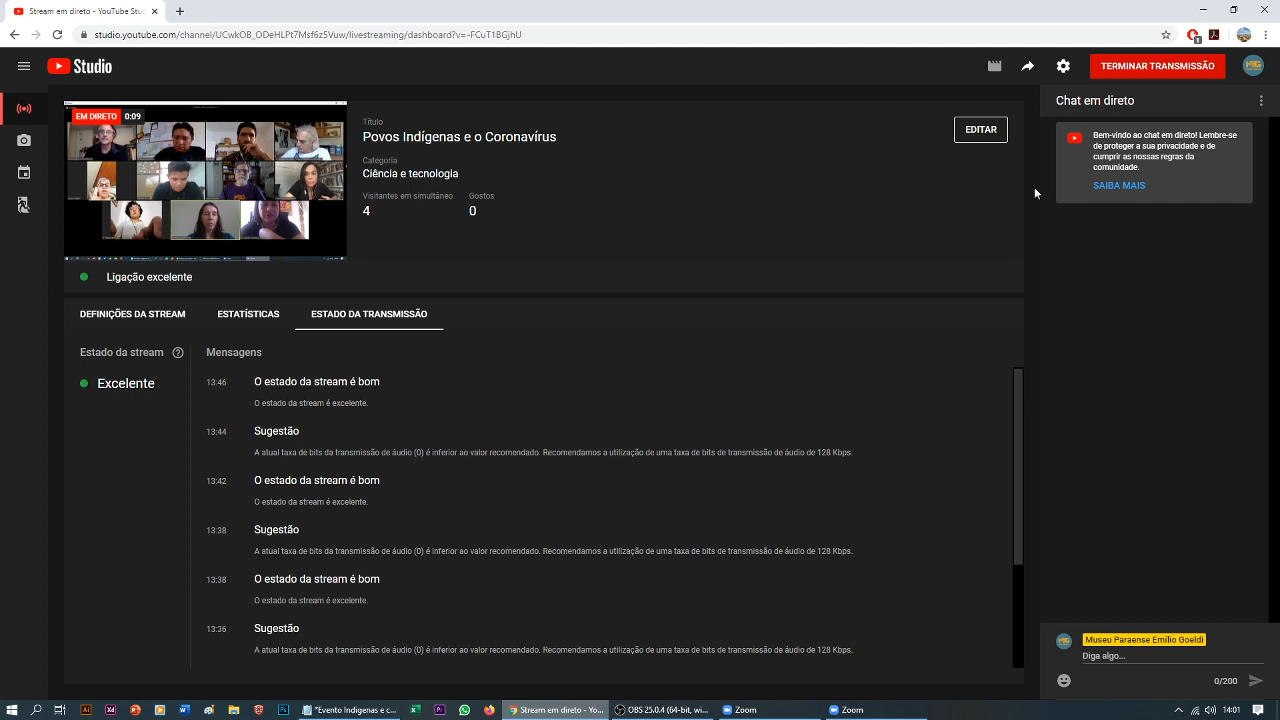 Stream em direto - YouTube Stu
studio.youtube.com/channel/UCwkOB_ODeHLPt7Msf6z5Vuw/livestreaming/dashboard?v=-FCuT1BGjhU
1
Studio
TERMINAR TRANSMISSÃO
EM DIRETO 0:09
Título
Povos Indígenas e o Coronavírus
EDITAR
Categoria
Ciência e tecnologia
Visitantes em simultâneo Gostos
4 0
Ligação excelente
Chat em direto
Bem-vindo ao chat em direto! Lembre-se
de proteger a sua privacidade e de
cumprir as nossas regras da
comunidade.
SAIBA MAIS
DEFINIÇÕES DA STREAM ESTATÍSTICAS ESTADO DA TRANSMISSÃO
Estado da stream Mensagens
Excelente
13:46 O estado da stream é bom
O estado da stream é excelente.
13:44 Sugestão
A atual taxa de bits da transmissão de áudio (0) é inferior ao valor recomendado. Recomendamos a utilização de uma taxa de bits de transmissão de áudio de 128 Kbps.
13:42 O estado da stream é bom
O estado da stream é excelente.
13:38 Sugestão
A atual taxa de bits da transmissão de áudio (0) é inferior ao valor recomendado. Recomendamos a utilização de uma taxa de bits de transmissão de áudio de 128 Kbps.
13:38 O estado da stream é bom
O estado da stream é excelente.
13:36 Sugestão
A atual taxa de bits da transmissão de áudio (0) é inferior ao valor recomendado. Recomendamos a utilização de uma taxa de bits de transmissão de áudio de 128 Kbps.
Museu Paraense Emílio Goeldi
Diga algo...
0/200
*Evento Indigenas e c... Stream em direto - Yo... OBS 25.0.4 (64-bit, wi... Zoom Zoom 14:01